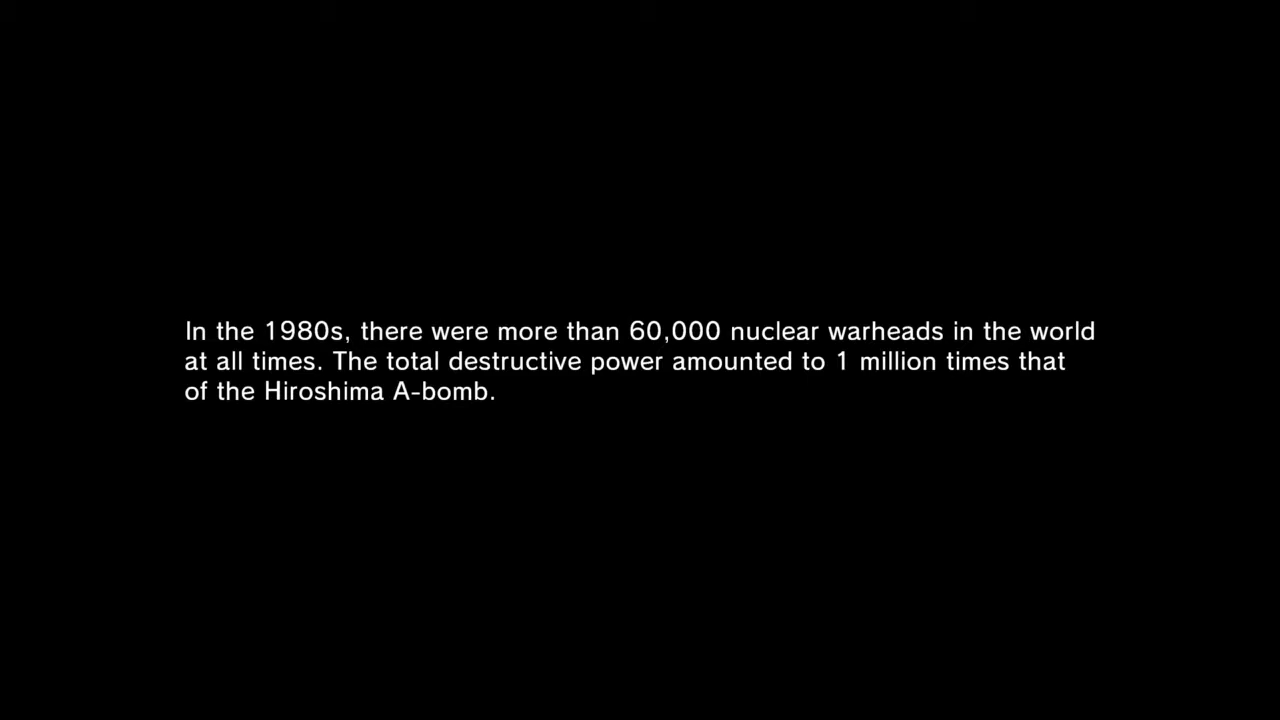 In the 1980s, there were more than 60,000 nuclear warheads in the world
at all times. The total destructive power amounted to 1 million times that
of the Hiroshima A-bomb.